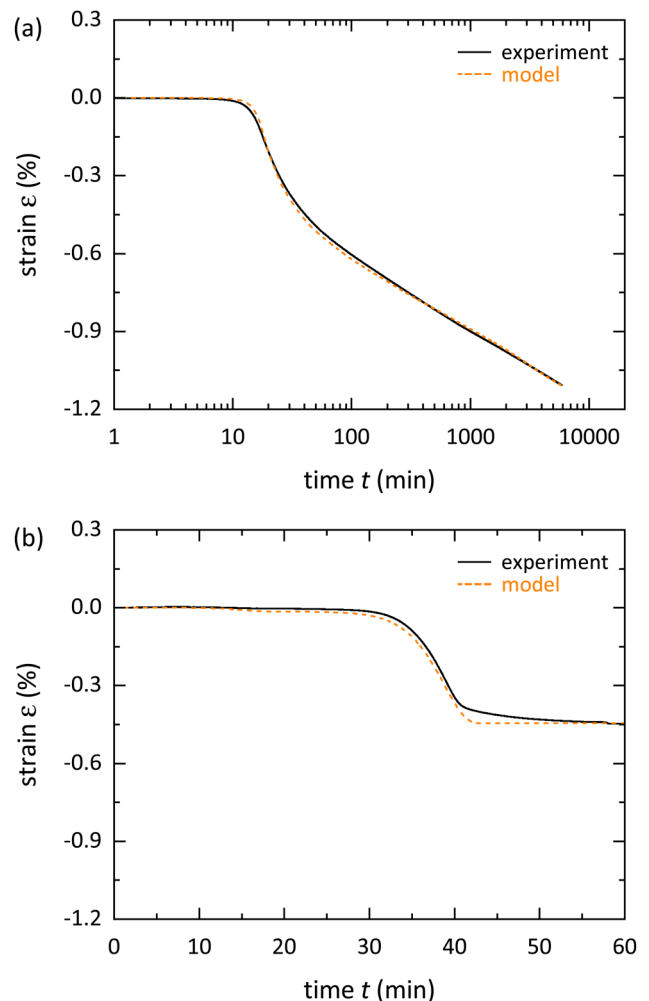 (a)
0.3
0.0
-0.3
-0.6
-0.9
-1.2
strain ε (%)
experiment
model
1 10 100 1000 10000
time t (min)
(b)
0.3
0.0
-0.3
-0.6
-0.9
-1.2
strain ε (%)
experiment
model
0 10 20 30 40 50 60
time t (min)